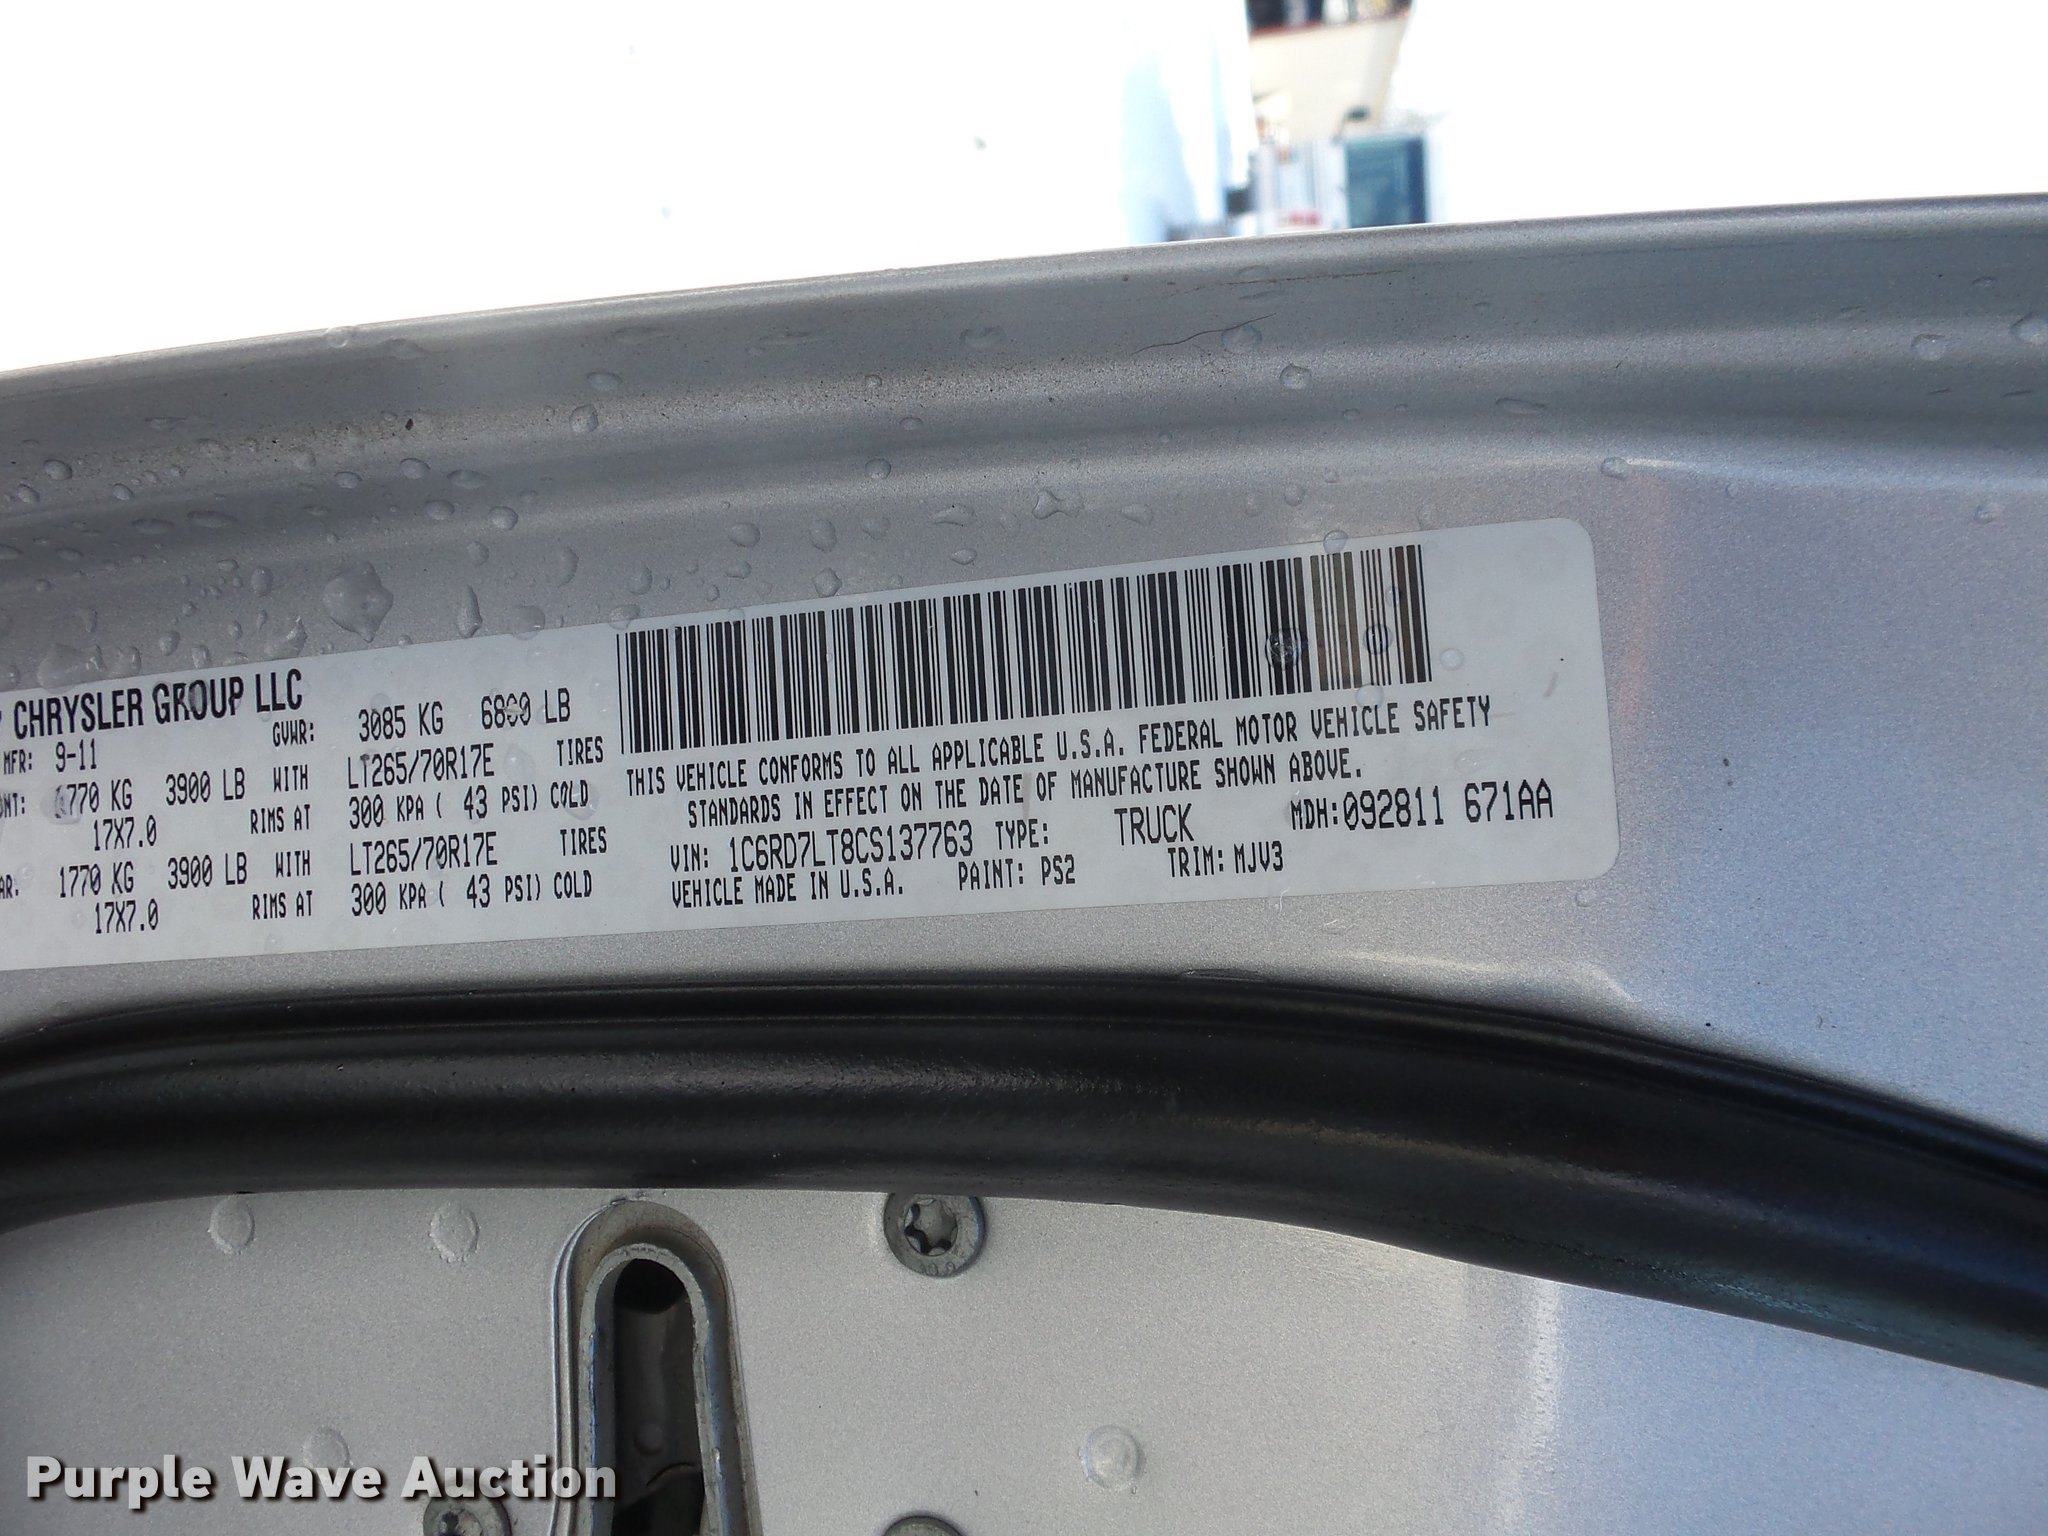 CHRYSLER GROUP LLC
MFR: 9-11 GVWR: 3085 KG 6800 LB
1770 KG 3900 LB WITH LT265/70R17E TIRES
17X7.0 RIMS AT 300 KPA ( 43 PSI) COLD
1770 KG 3900 LB WITH LT265/70R17E TIRES
17X7.0 RIMS AT 300 KPA ( 43 PSI) COLD
THIS VEHICLE CONFORMS TO ALL APPLICABLE U.S.A. FEDERAL MOTOR VEHICLE SAFETY
STANDARDS IN EFFECT ON THE DATE OF MANUFACTURE SHOWN ABOVE.
VIN: 1C6RD7LT8CS137763 TYPE: TRUCK MDH:092811 671AA
VEHICLE MADE IN U.S.A. PAINT: PS2 TRIM: MJV3
Purple Wave Auction